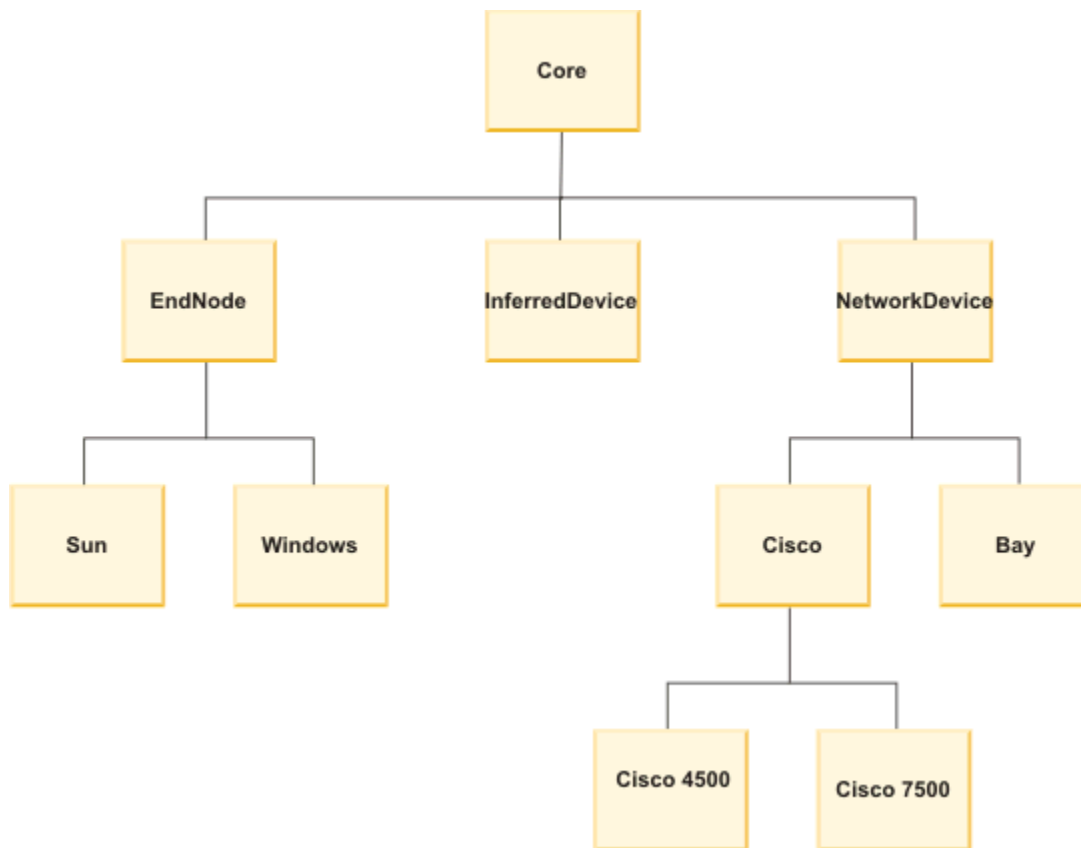 Core
EndNode
InferredDevice
NetworkDevice
Sun
Windows
Cisco
Bay
Cisco 4500
Cisco 7500